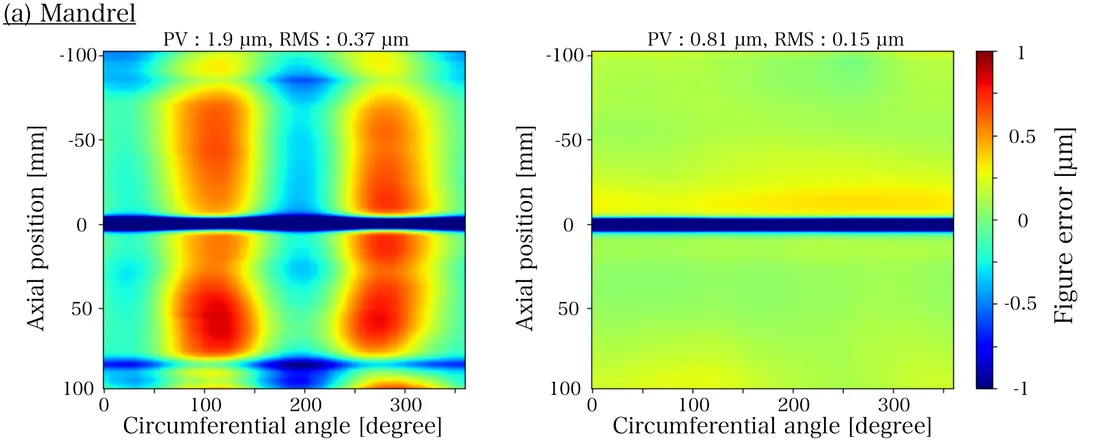 (a) Mandrel
PV : 1.9 µm, RMS : 0.37 µm
-100
-50
0
50
100
Axial position [mm]
0
100
200
300
Circumferential angle [degree]
PV : 0.81 µm, RMS : 0.15 µm
-100
-50
0
50
100
Axial position [mm]
0
100
200
300
Circumferential angle [degree]
1
0.5
0
-0.5
-1
Figure error [µm]